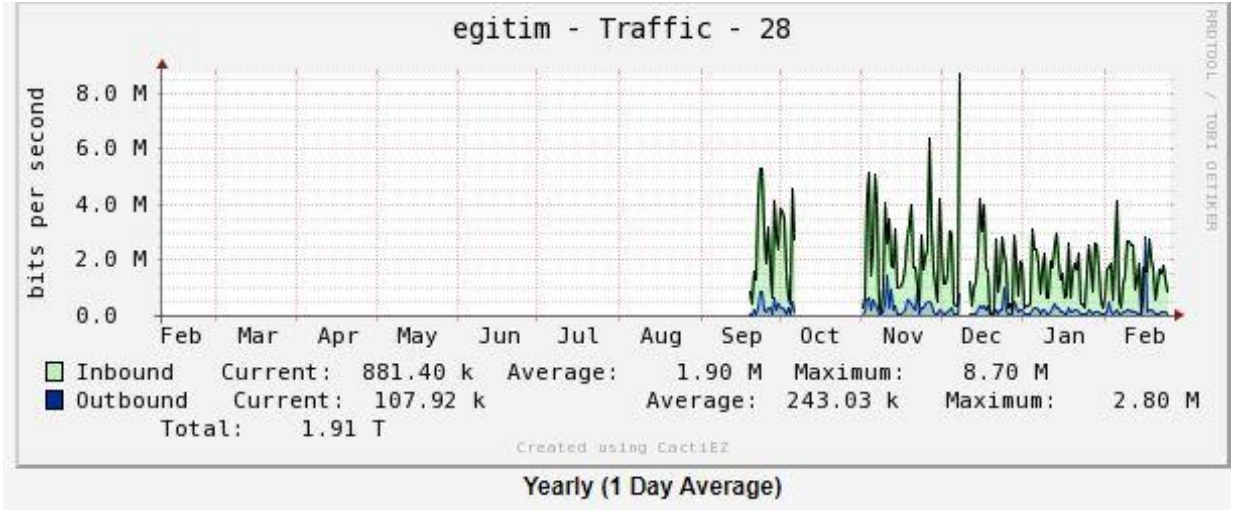 egitim - Traffic - 28
RRDTOOL / TOBI OETIKER
bits per second
8.0 M
6.0 M
4.0 M
2.0 M
0.0
Feb Mar Apr May Jun Jul Aug Sep Oct Nov Dec Jan Feb
Inbound Current: 881.40 k Average: 1.90 M Maximum: 8.70 M
Outbound Current: 107.92 k Average: 243.03 k Maximum: 2.80 M
Total: 1.91 T
Created using CactiEZ
Yearly (1 Day Average)